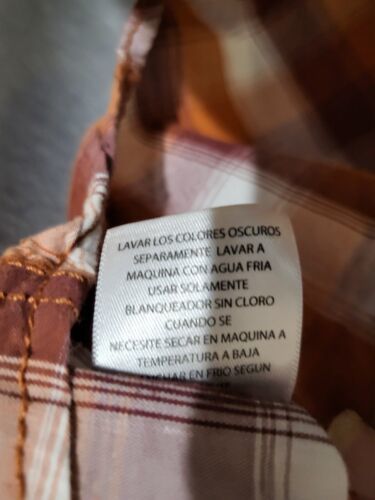 LAVAR LOS COLORES OSCUROS
SEPARAMENTE LAVAR A
MAQUINA CON AGUA FRIA
USAR SOLAMENTE
BLANQUEADOR SIN CLORO
CUANDO SE
NECESITE SECAR EN MAQUINA A
TEMPERATURA A BAJA
EN FRIO SEGUN